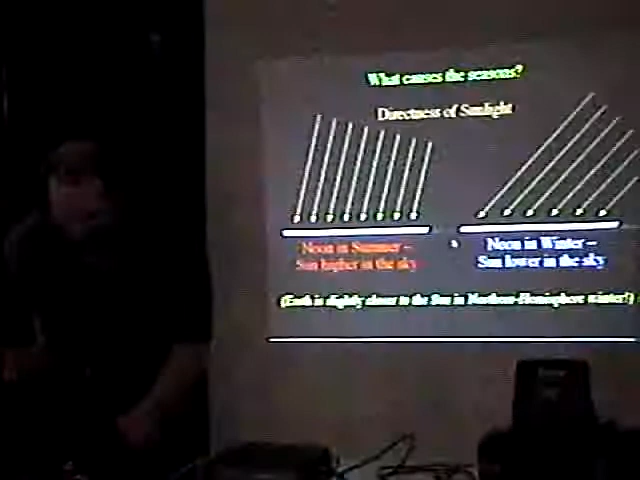 What causes the seasons?
Directness of Sunlight
Noon in Summer –
Sun higher in the sky
Noon in Winter –
Sun lower in the sky
(Earth is slightly closer to the Sun in Northern-Hemisphere winter!)